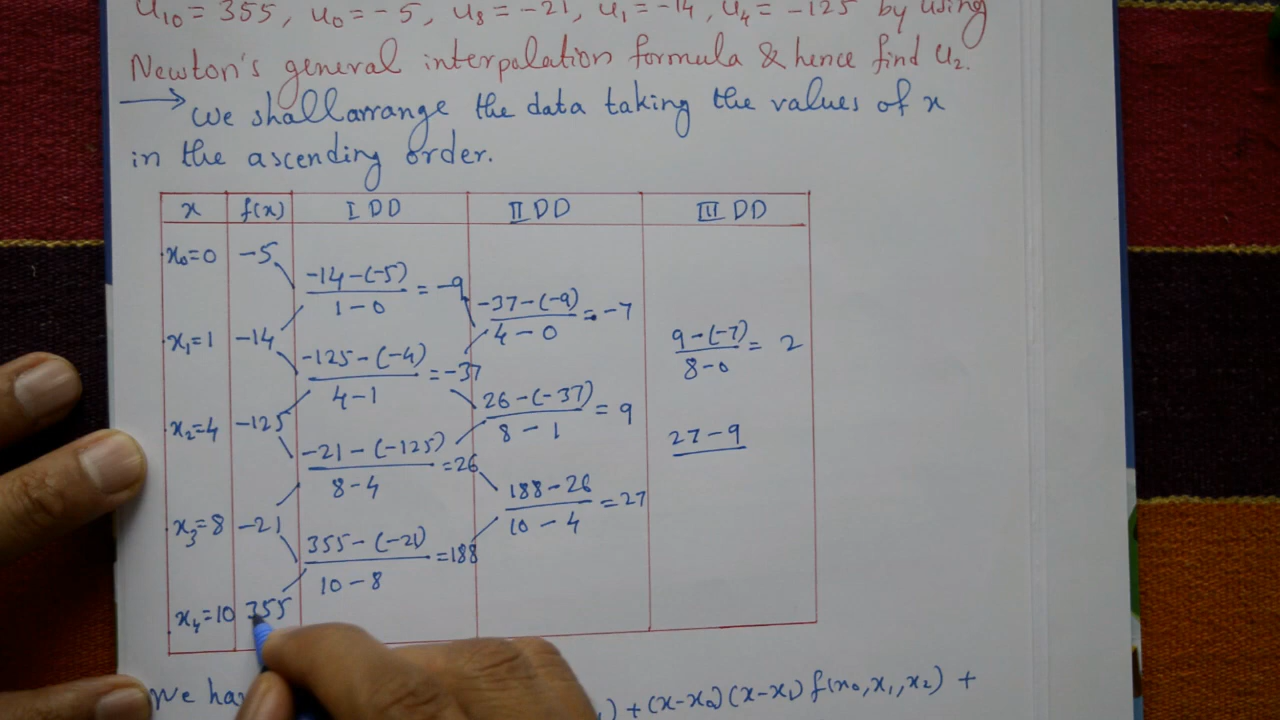 u10 = 355, u0 = -5, u8 = -21, u1 = -14, u4 = -125 by using
Newton's general interpolation formula & hence find u2.
→ We shall arrange the data taking the values of x
in the ascending order.
x f(x) I DD II DD III DD
x0=0 -5
(-14-(-5))/(1-0) = -9
(-37-(-9))/(4-0) = -7
x1=1 -14
(9-(-7))/(8-0) = 2
(-125-(-4))/(4-1) = -37
(26-(-37))/(8-1) = 9
x2=4 -125
27-9
(-21-(-125))/(8-4) = 26
(188-26)/(10-4) = 27
x3=8 -21
(355-(-21))/(10-8) = 188
x4=10 355
We ) + (x-x0)(x-x1) f(x0,x1,x2) +